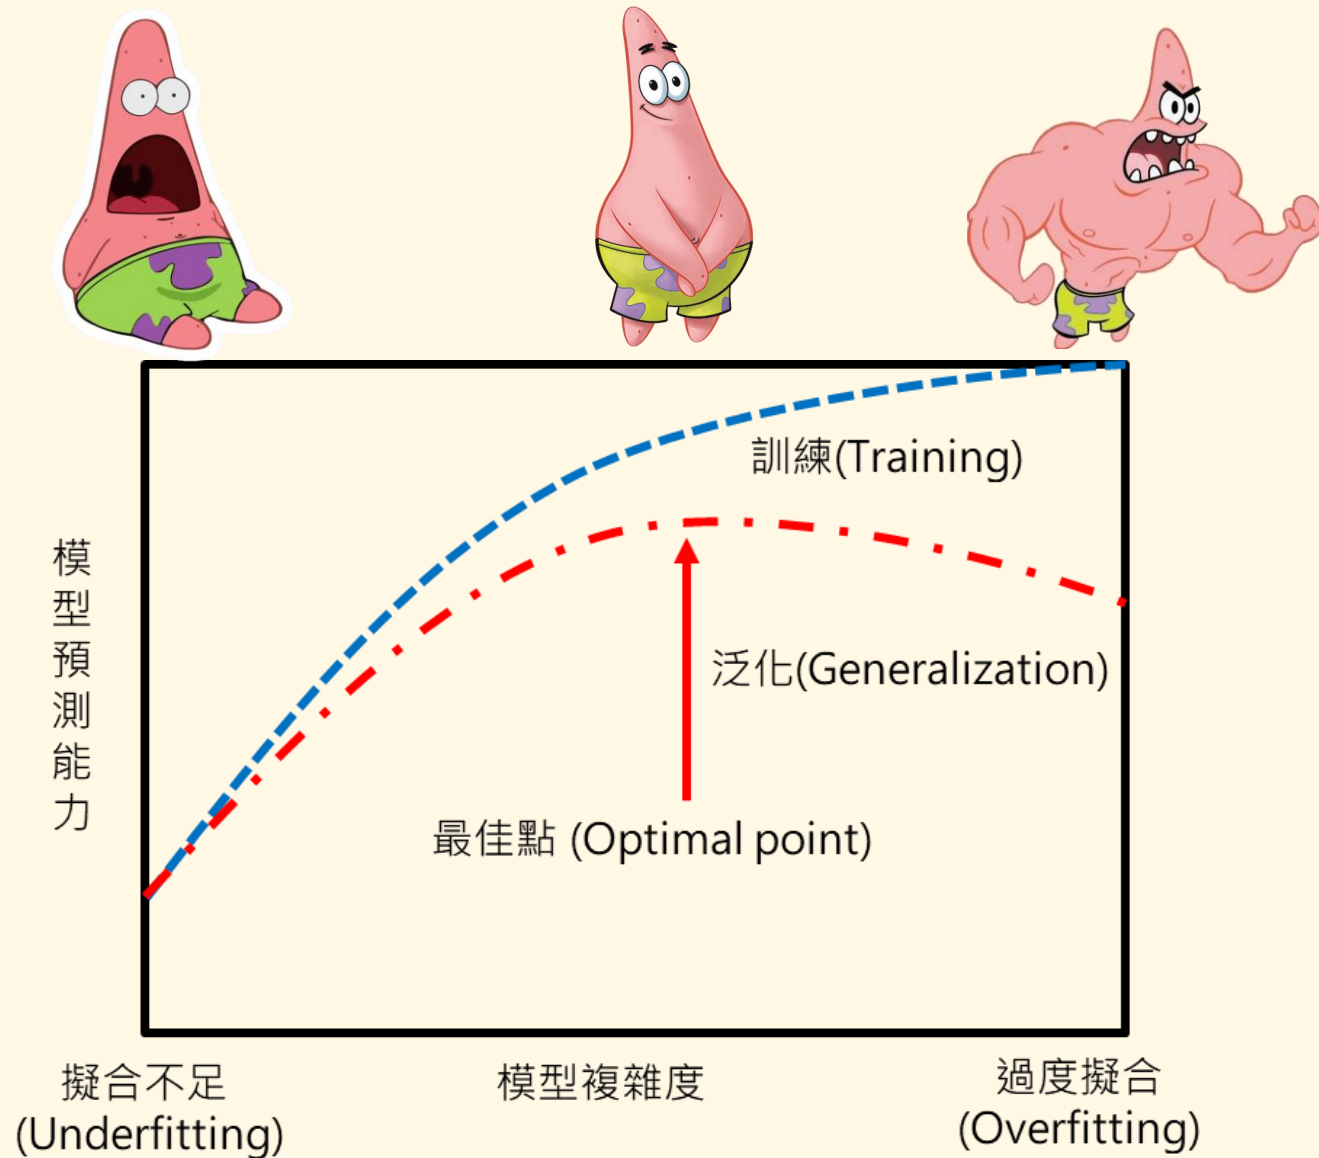 訓練(Training)
模型預測能力
泛化(Generalization)
最佳點 (Optimal point)
擬合不足
(Underfitting)
模型複雜度
過度擬合
(Overfitting)